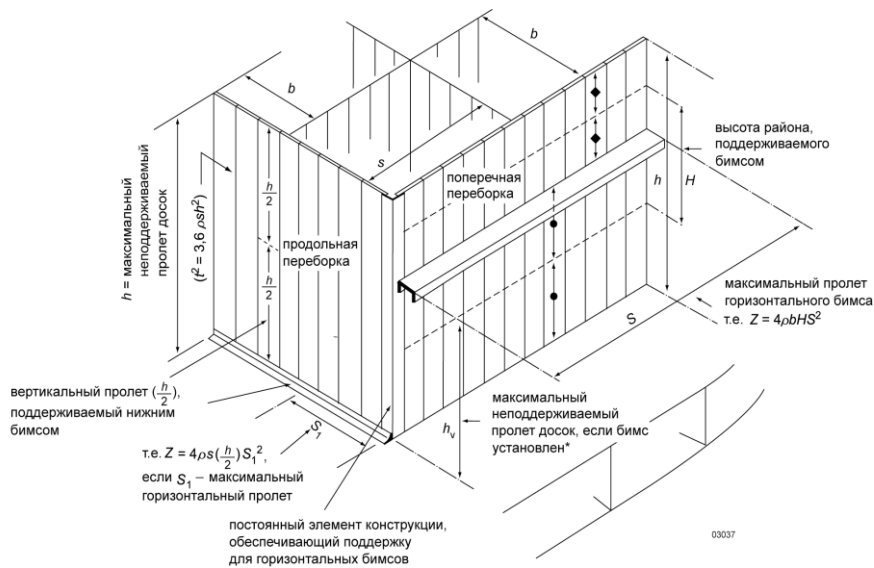 b
b
s
h = максимальный
неподдерживаемый
пролет досок
(t² = 3,6 ρsh²)
h/2
h/2
продольная
переборка
поперечная
переборка
h
H
высота района,
поддерживаемого
бимсом
максимальный пролет
горизонтального бимса
т.е. Z = 4ρbHS²
S
вертикальный пролет (h/2),
поддерживаемый нижним
бимсом
S₁
т.е. Z = 4ρs(h/2)S₁²,
если S₁ – максимальный
горизонтальный пролет
hᵥ
максимальный
неподдерживаемый
пролет досок, если бимс
установлен*
постоянный элемент конструкции,
обеспечивающий поддержку
для горизонтальных бимсов
03037